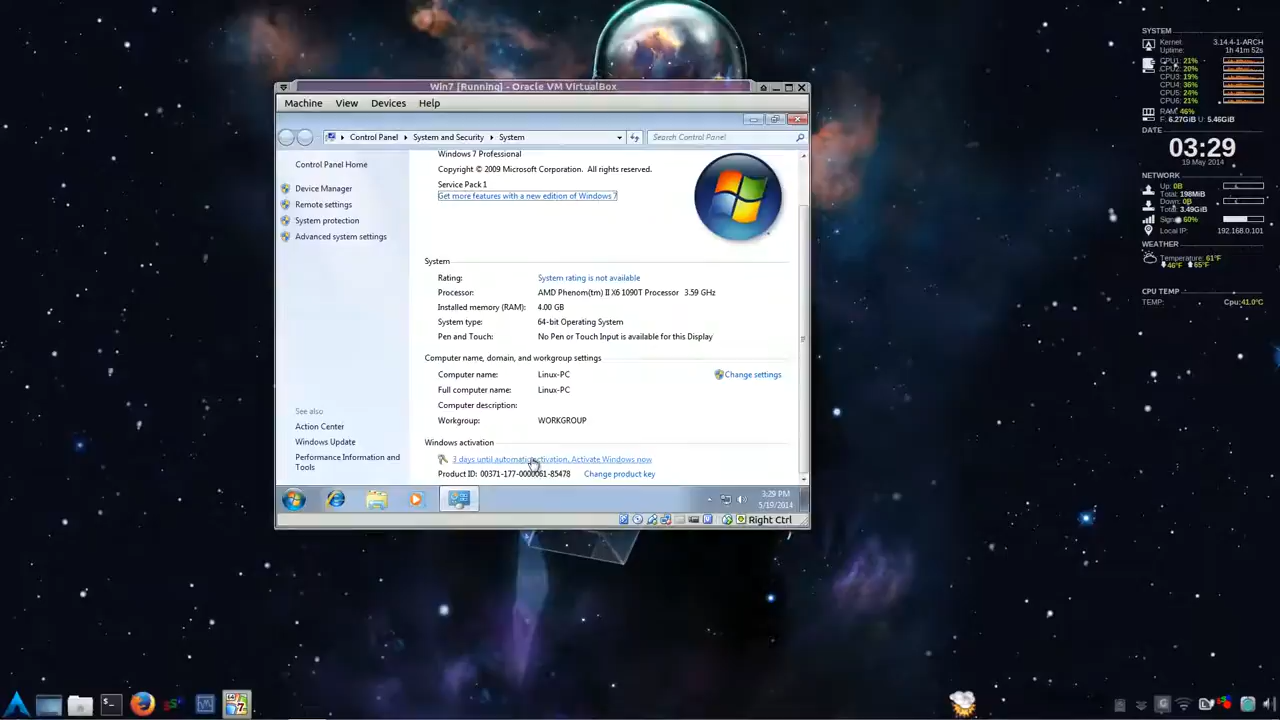 Win7 [Running] - Oracle VM VirtualBox
Machine View Devices Help
Control Panel System and Security System
Search Control Panel
Control Panel Home
Device Manager
Remote settings
System protection
Advanced system settings
See also
Action Center
Windows Update
Performance Information and
Tools
Windows 7 Professional
Copyright © 2009 Microsoft Corporation. All rights reserved.
Service Pack 1
Get more features with a new edition of Windows 7
System
Rating: System rating is not available
Processor: AMD Phenom(tm) II X6 1090T Processor 3.59 GHz
Installed memory (RAM): 4.00 GB
System type: 64-bit Operating System
Pen and Touch: No Pen or Touch Input is available for this Display
Computer name, domain, and workgroup settings
Computer name: Linux-PC
Change settings
Full computer name: Linux-PC
Computer description:
Workgroup: WORKGROUP
Windows activation
3 days until automatic activation. Activate Windows now
Product ID: 00371-177-0000061-85478 Change product key
3:29 PM
5/19/2014
Right Ctrl
SYSTEM
Kernet: 3.14.4-1-ARCH
Uptime: 1h 41m 52s
CPU1: 21%
CPU2: 20%
CPU3: 19%
CPU4: 36%
CPU5: 24%
CPU6: 21%
RAM: 46%
F: 6.27GiB U: 5.46GiB
DATE
03:29
19 May 2014
NETWORK
Up: 0B
Total: 198MiB
Down: 0B
Total: 3.49GiB
Signal: 60%
Local IP: 192.168.0.101
WEATHER
Temperature: 61°F
46°F 65°F
CPU TEMP
TEMP: Cpu:41.0°C